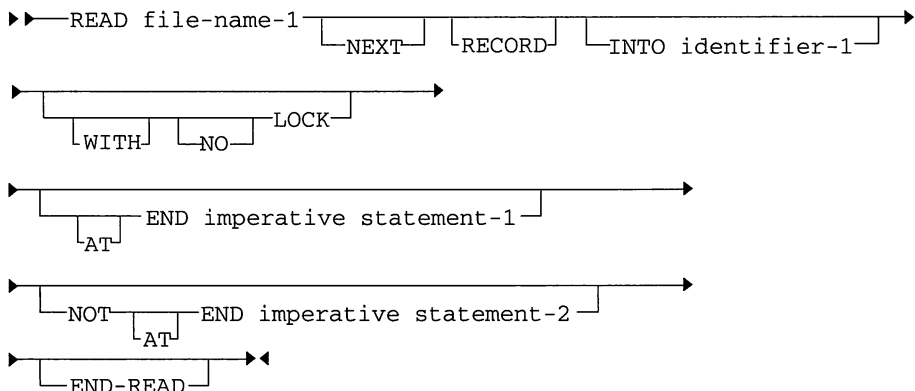 READ file-name-1
NEXT RECORD INTO identifier-1
LOCK
WITH NO
END imperative statement-1
AT
NOT END imperative statement-2
AT
END-READ